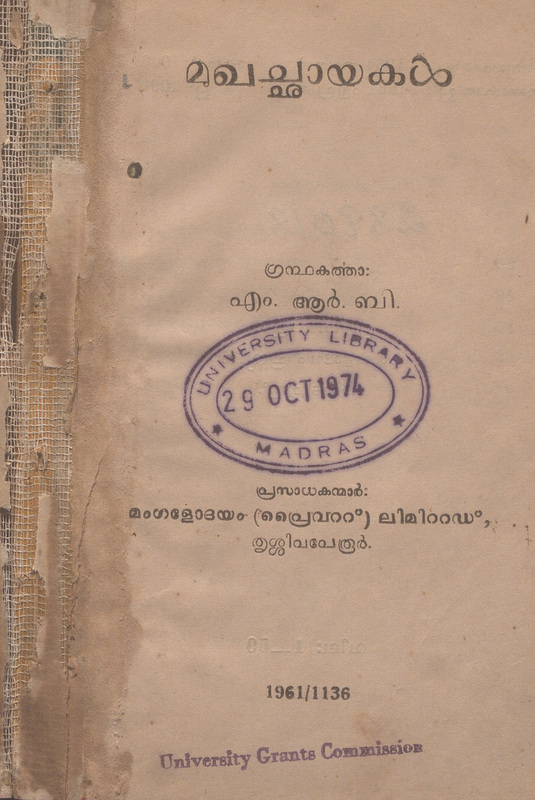 മുഖച്ഛായകൾ
ഗ്രന്ഥകർത്താ:
എം. ആർ. ബി.
UNIVERSITY LIBRARY
29 OCT 1974
MADRAS
പ്രസാധകന്മാർ:
മംഗളോദയം (പ്രൈവററ്) ലിമിററഡ്,
തൃശ്ശിവപേരൂർ.
1961/1136
University Grants Commission